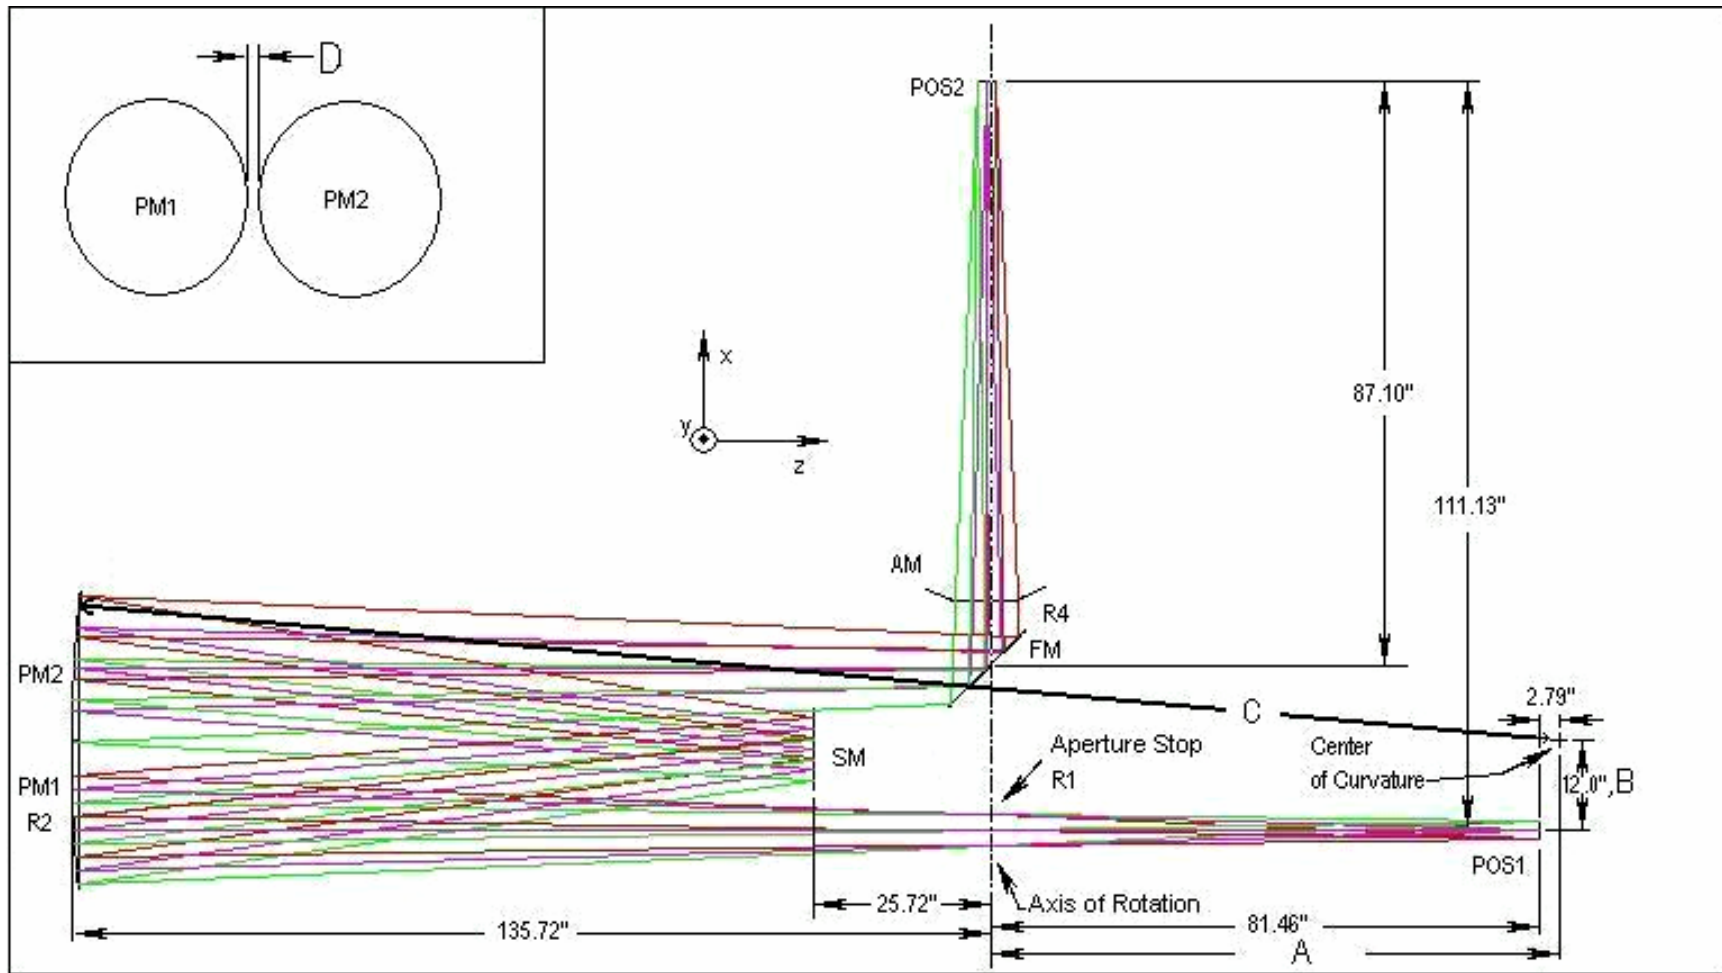 D
PM1
PM2
POS2
x
y
z
87.10"
111.13"
AM
R4
FM
PM2
C
2.79"
SM
Aperture Stop
R1
Center
of Curvature
12.0", B
PM1
R2
POS1
25.72"
Axis of Rotation
135.72"
81.46"
A